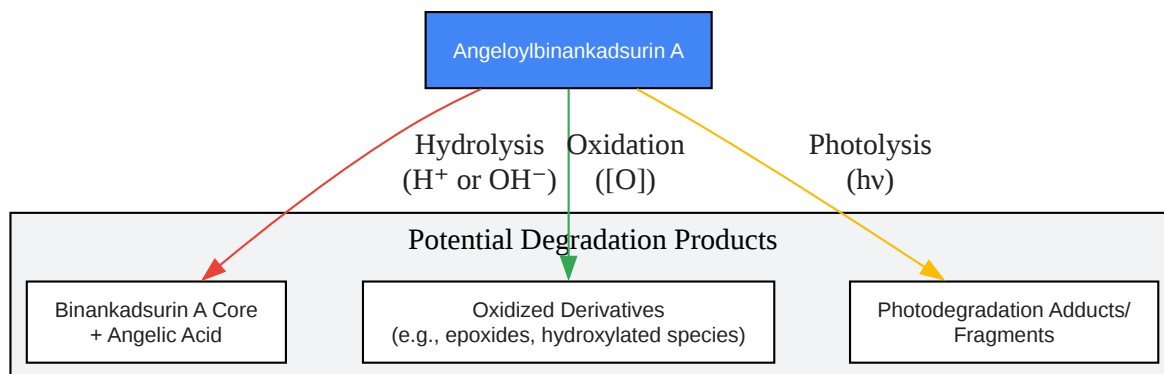 Angeloylbinankadsurin A
Hydrolysis
(H⁺ or OH⁻)
Oxidation
([O])
Photolysis
(hν)
Potential Degradation Products
Binankadsurin A Core
+ Angelic Acid
Oxidized Derivatives
(e.g., epoxides, hydroxylated species)
Photodegradation Adducts/
Fragments